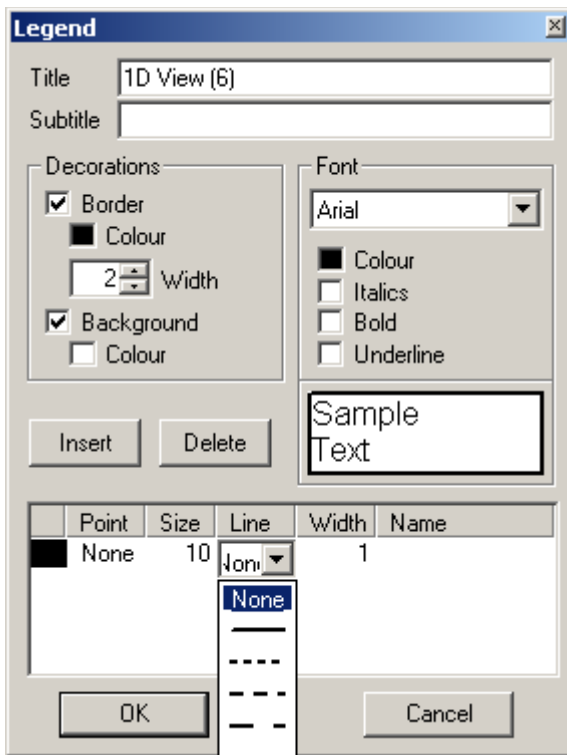 Legend
Title 1D View (6)
Subtitle
Decorations
Border
Colour
2 Width
Background
Colour
Font
Arial
Colour
Italics
Bold
Underline
Sample
Text
Insert Delete
Point Size Line Width Name
None 10 1
None
OK Cancel